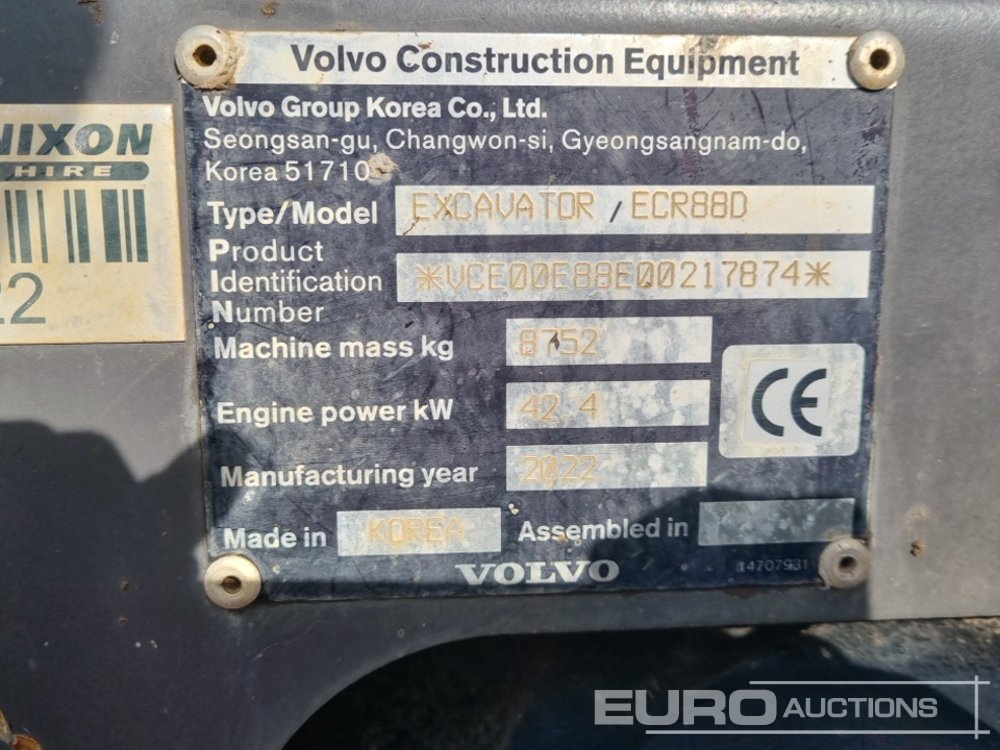 Volvo Construction Equipment
Volvo Group Korea Co., Ltd.
Seongsan-gu, Changwon-si, Gyeongsangnam-do,
Korea 51710
Type/Model EXCAVATOR / ECR88D
Product
Identification *VCE00E88E00217874*
Number
Machine mass kg 8752
Engine power kW 42.4
Manufacturing year 2022
Made in KOREA Assembled in
VOLVO
14707931
CE
NIXON
HIRE
22
EURO AUCTIONS